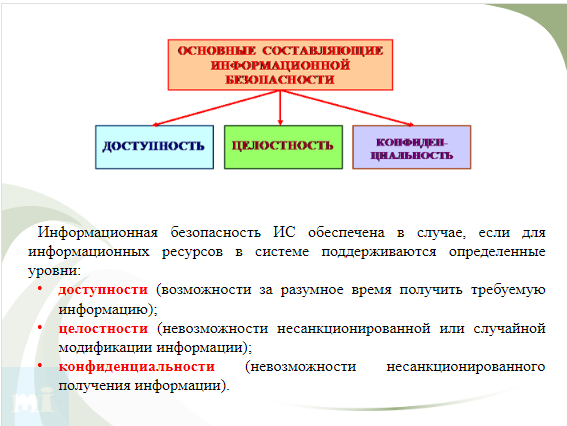 ОСНОВНЫЕ СОСТАВЛЯЮЩИЕ
ИНФОРМАЦИОННОЙ
БЕЗОПАСНОСТИ
ДОСТУПНОСТЬ
ЦЕЛОСТНОСТЬ
КОНФИДЕН-
ЦИАЛЬНОСТЬ
Информационная безопасность ИС обеспечена в случае, если для
информационных ресурсов в системе поддерживаются определенные
уровни:
• доступности (возможности за разумное время получить требуемую
информацию);
• целостности (невозможности несанкционированной или случайной
модификации информации);
• конфиденциальности (невозможности несанкционированного
получения информации).
mi